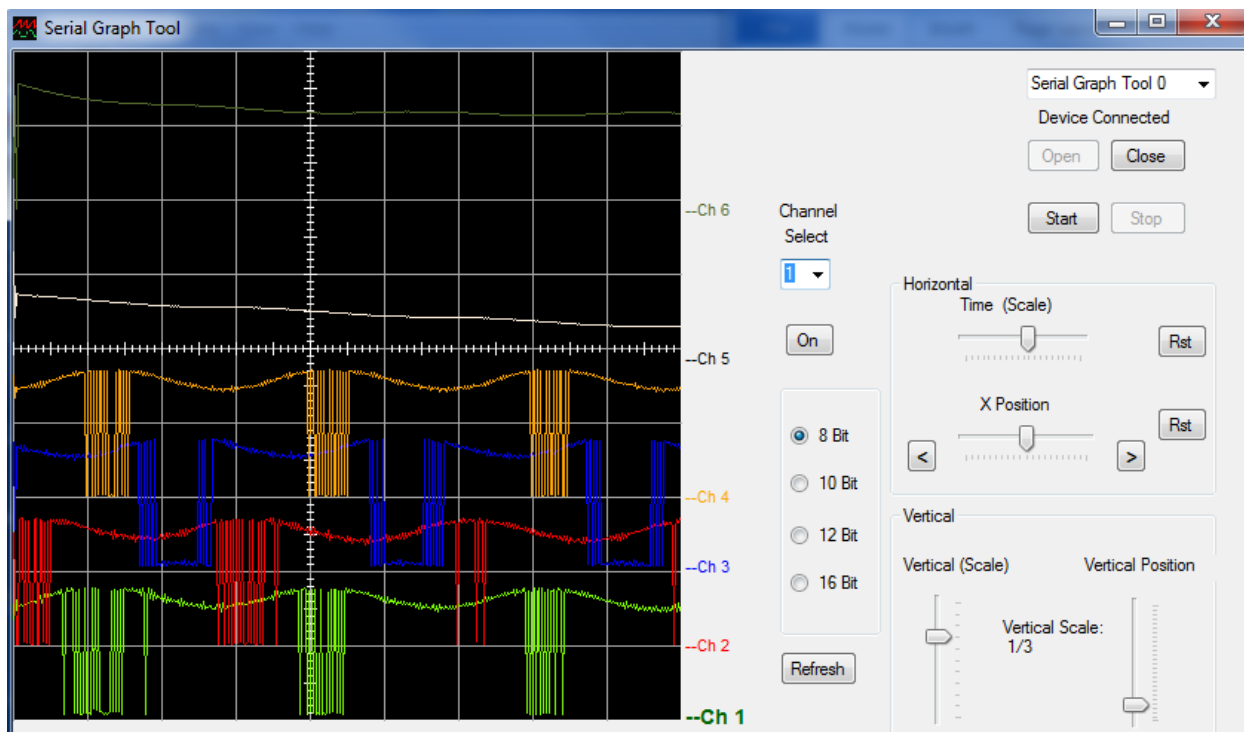 Serial Graph Tool
Serial Graph Tool 0
Device Connected
Open
Close
--Ch 6
Channel
Select
Start
Stop
1
Horizontal
Time (Scale)
On
Rst
--Ch 5
X Position
Rst
8 Bit
<
>
10 Bit
--Ch 4
Vertical
12 Bit
--Ch 3
Vertical (Scale)
Vertical Position
16 Bit
Vertical Scale:
1/3
--Ch 2
Refresh
--Ch 1